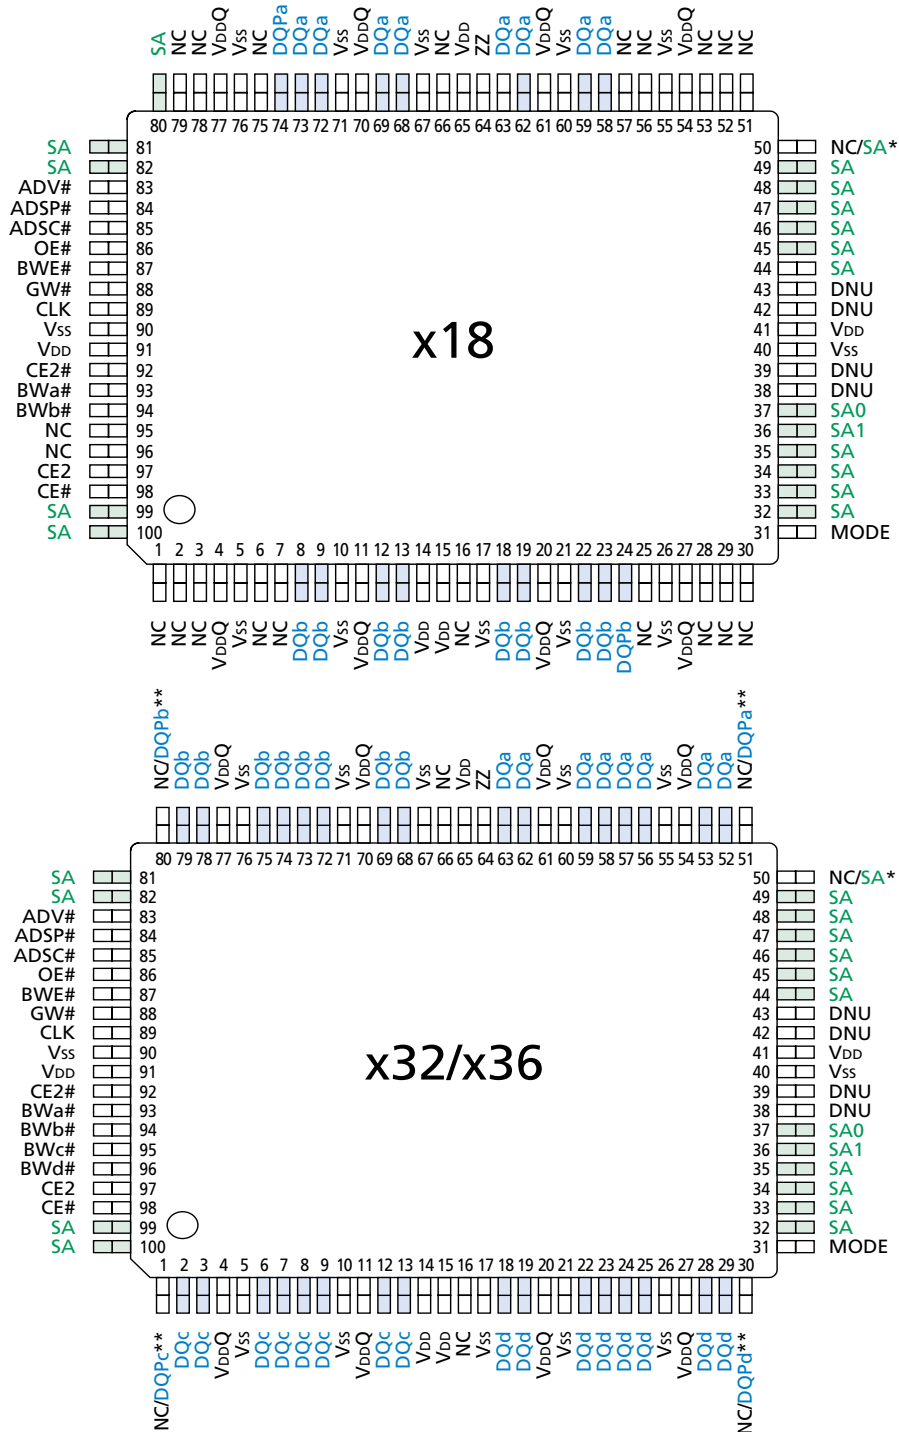 SA NC NC VDDQ VSS NC DQPa DQa DQa VSS VDDQ DQa DQa VSS NC VDD ZZ DQa DQa VDDQ VSS DQa DQa NC NC VSS VDDQ NC NC NC
80 79 78 77 76 75 74 73 72 71 70 69 68 67 66 65 64 63 62 61 60 59 58 57 56 55 54 53 52 51
SA 81 50 NC/SA*
SA 82 49 SA
ADV# 83 48 SA
ADSP# 84 47 SA
ADSC# 85 46 SA
OE# 86 45 SA
BWE# 87 44 SA
GW# 88 43 DNU
CLK 89 42 DNU
VSS 90 41 VDD
x18
VDD 91 40 VSS
CE2# 92 39 DNU
BWa# 93 38 DNU
BWb# 94 37 SA0
NC 95 36 SA1
NC 96 35 SA
CE2 97 34 SA
CE# 98 33 SA
SA 99 32 SA
SA 100 31 MODE
1 2 3 4 5 6 7 8 9 10 11 12 13 14 15 16 17 18 19 20 21 22 23 24 25 26 27 28 29 30
NC NC NC VDDQ VSS NC NC DQb DQb VSS VDDQ DQb DQb VDD VDD NC VSS DQb DQb VDDQ VSS DQb DQb DQPb NC VSS VDDQ NC NC NC
NC/DQPb** DQb DQb VDDQ VSS DQb DQb DQb DQb VSS VDDQ DQb DQb VSS NC VDD ZZ DQa DQa VDDQ VSS DQa DQa DQa DQa VSS VDDQ DQa DQa NC/DQPa**
80 79 78 77 76 75 74 73 72 71 70 69 68 67 66 65 64 63 62 61 60 59 58 57 56 55 54 53 52 51
SA 81 50 NC/SA*
SA 82 49 SA
ADV# 83 48 SA
ADSP# 84 47 SA
ADSC# 85 46 SA
OE# 86 45 SA
BWE# 87 44 SA
GW# 88 43 DNU
CLK 89 42 DNU
VSS 90 41 VDD
x32/x36
VDD 91 40 VSS
CE2# 92 39 DNU
BWa# 93 38 DNU
BWb# 94 37 SA0
BWc# 95 36 SA1
BWd# 96 35 SA
CE2 97 34 SA
CE# 98 33 SA
SA 99 32 SA
SA 100 31 MODE
1 2 3 4 5 6 7 8 9 10 11 12 13 14 15 16 17 18 19 20 21 22 23 24 25 26 27 28 29 30
NC/DQPc** DQc DQc VDDQ VSS DQc DQc DQc DQc VSS VDDQ DQc DQc VDD VDD NC VSS DQd DQd VDDQ VSS DQd DQd DQd DQd VSS VDDQ DQd DQd NC/DQPd**